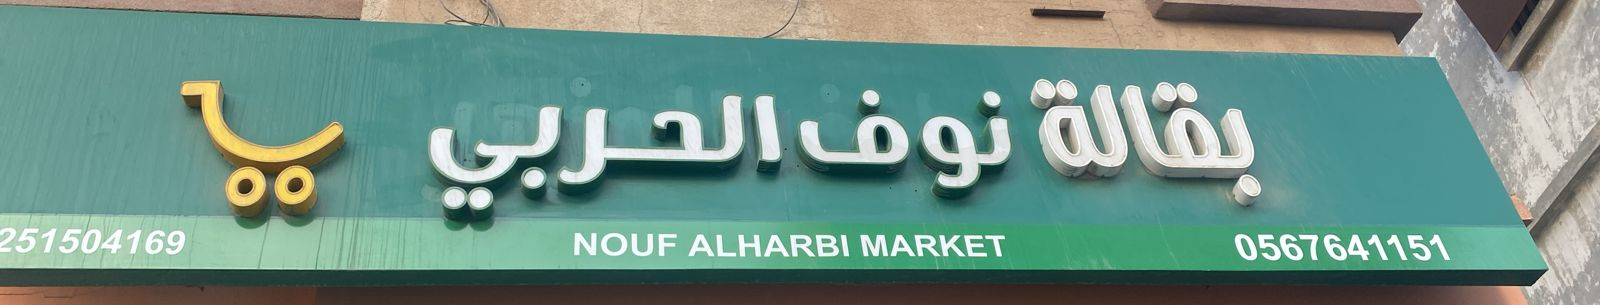 بقالة نوف الحربي
251504169 NOUF ALHARBI MARKET 0567641151